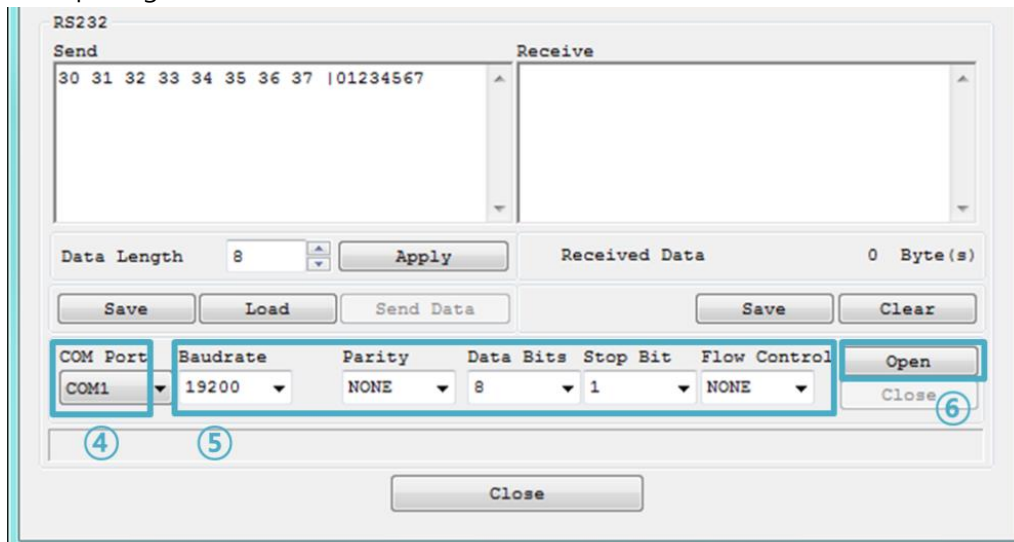 RS232
Send Receive
30 31 32 33 34 35 36 37 |01234567
Data Length 8 Apply Received Data 0 Byte(s)
Save Load Send Data Save Clear
COM Port Baudrate Parity Data Bits Stop Bit Flow Control Open
COM1 19200 NONE 8 1 NONE Close
④ ⑤ ⑥
Close